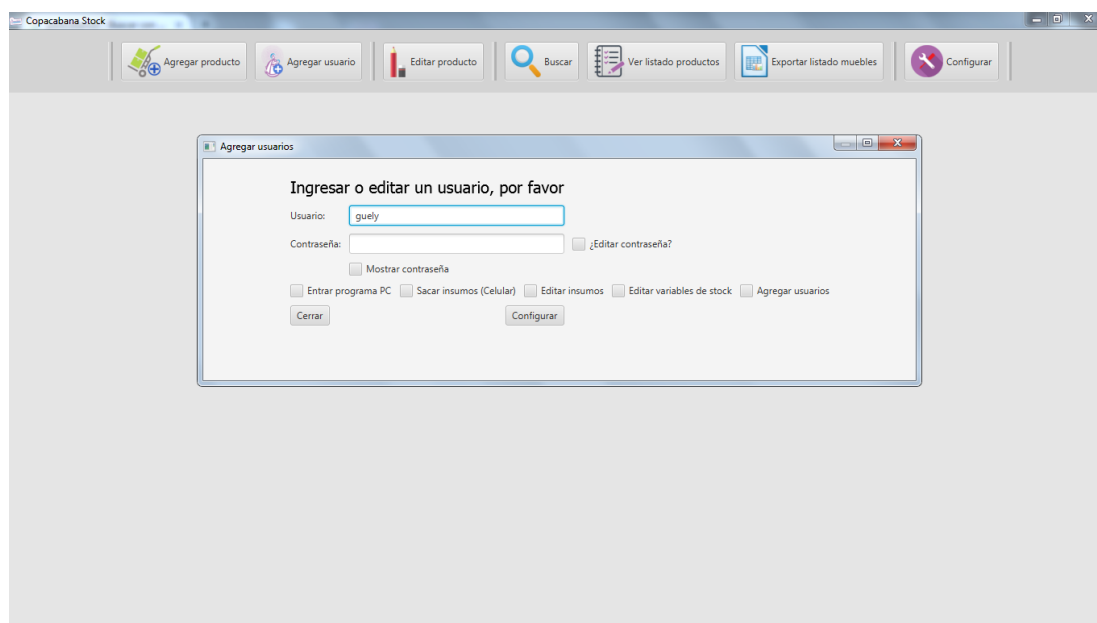 Copacabana Stock
Agregar producto
Agregar usuario
Editar producto
Buscar
Ver listado productos
Exportar listado muebles
Configurar
Agregar usuarios
Ingresar o editar un usuario, por favor
Usuario: guely
Contraseña: ¿Editar contraseña?
Mostrar contraseña
Entrar programa PC Sacar insumos (Celular) Editar insumos Editar variables de stock Agregar usuarios
Cerrar Configurar